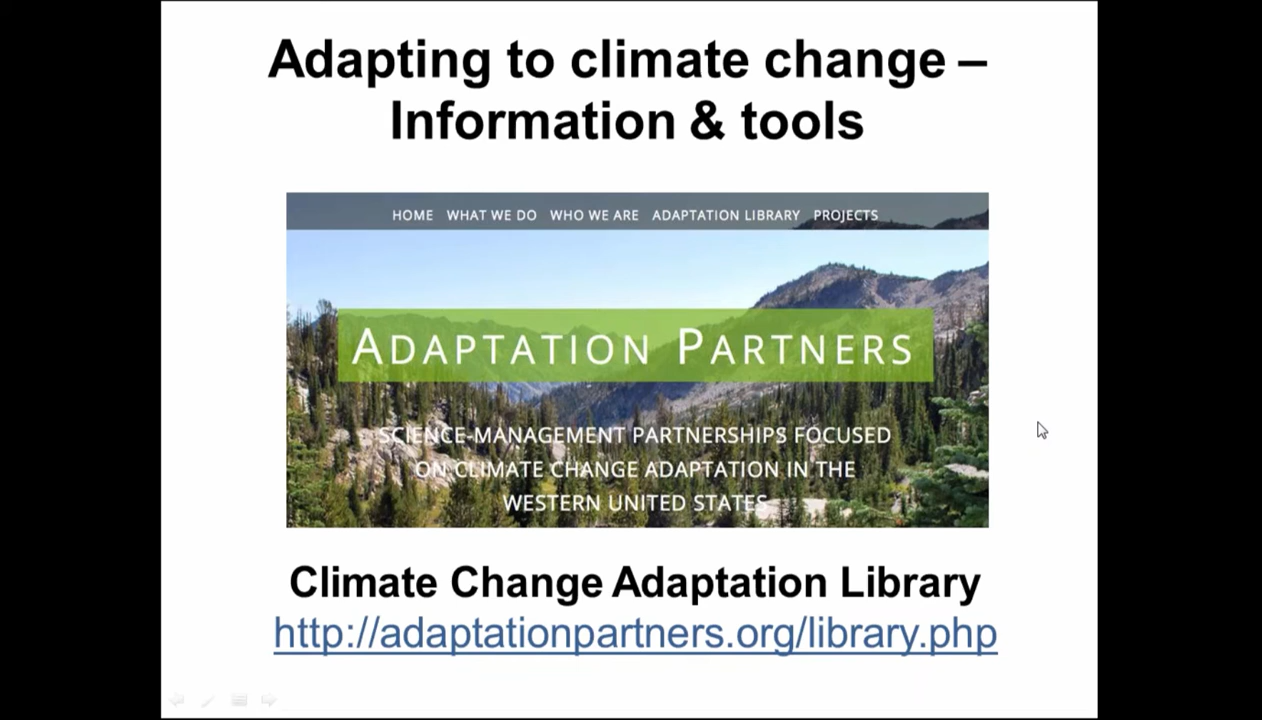 Adapting to climate change –
Information & tools
HOME WHAT WE DO WHO WE ARE ADAPTATION LIBRARY PROJECTS
ADAPTATION PARTNERS
SCIENCE-MANAGEMENT PARTNERSHIPS FOCUSED
ON CLIMATE CHANGE ADAPTATION IN THE
WESTERN UNITED STATES
Climate Change Adaptation Library
http://adaptationpartners.org/library.php